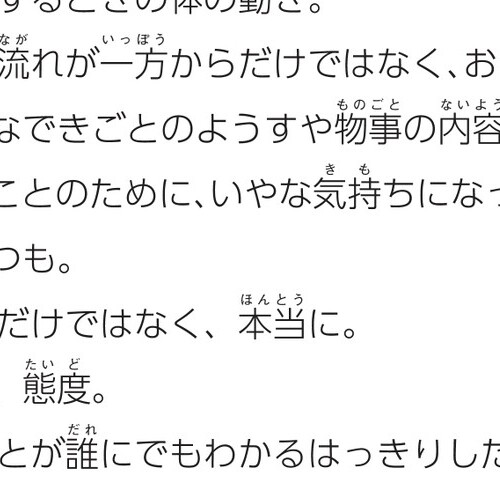 するときの体の動き。
流れが一方からだけではなく、お
なできごとのようすや物事の内容
ことのために、いやな気持ちになっ
つも。
だけではなく、本当に。
、態度。
とが誰にでもわかるはっきりした